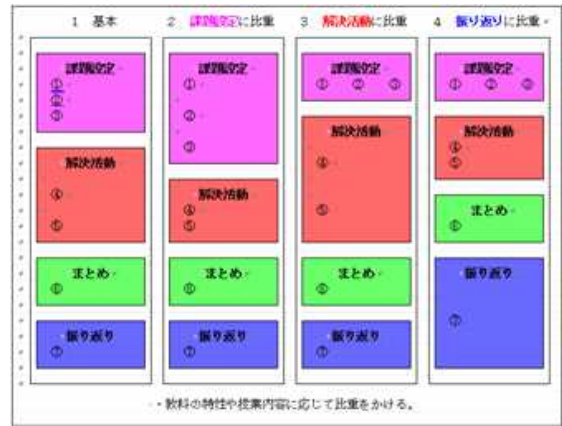 1 基本
2 課題設定に比重
3 解決活動に比重
4 振り返りに比重
課題設定
①
②
③
解決活動
④
⑤
まとめ
⑥
振り返り
⑦
課題設定
①
②
③
解決活動
④
⑤
まとめ
⑥
振り返り
⑦
課題設定
① ② ③
解決活動
④
⑤
まとめ
⑥
振り返り
⑦
課題設定
① ② ③
解決活動
④
⑤
まとめ
⑥
振り返り
⑦
・教科の特性や授業内容に応じて比重をかける。